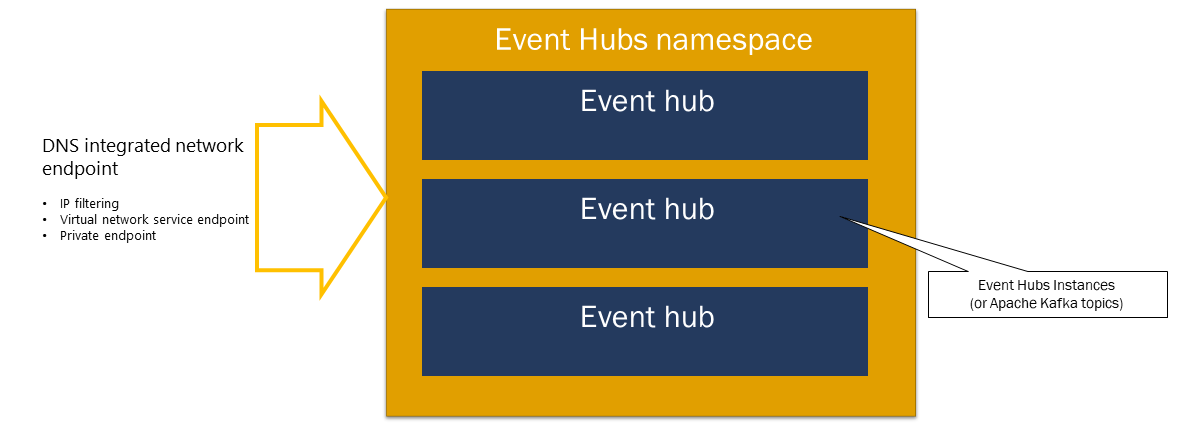 Event Hubs namespace
Event hub
DNS integrated network
endpoint
• IP filtering
• Virtual network service endpoint
• Private endpoint
Event hub
Event Hubs Instances
(or Apache Kafka topics)
Event hub